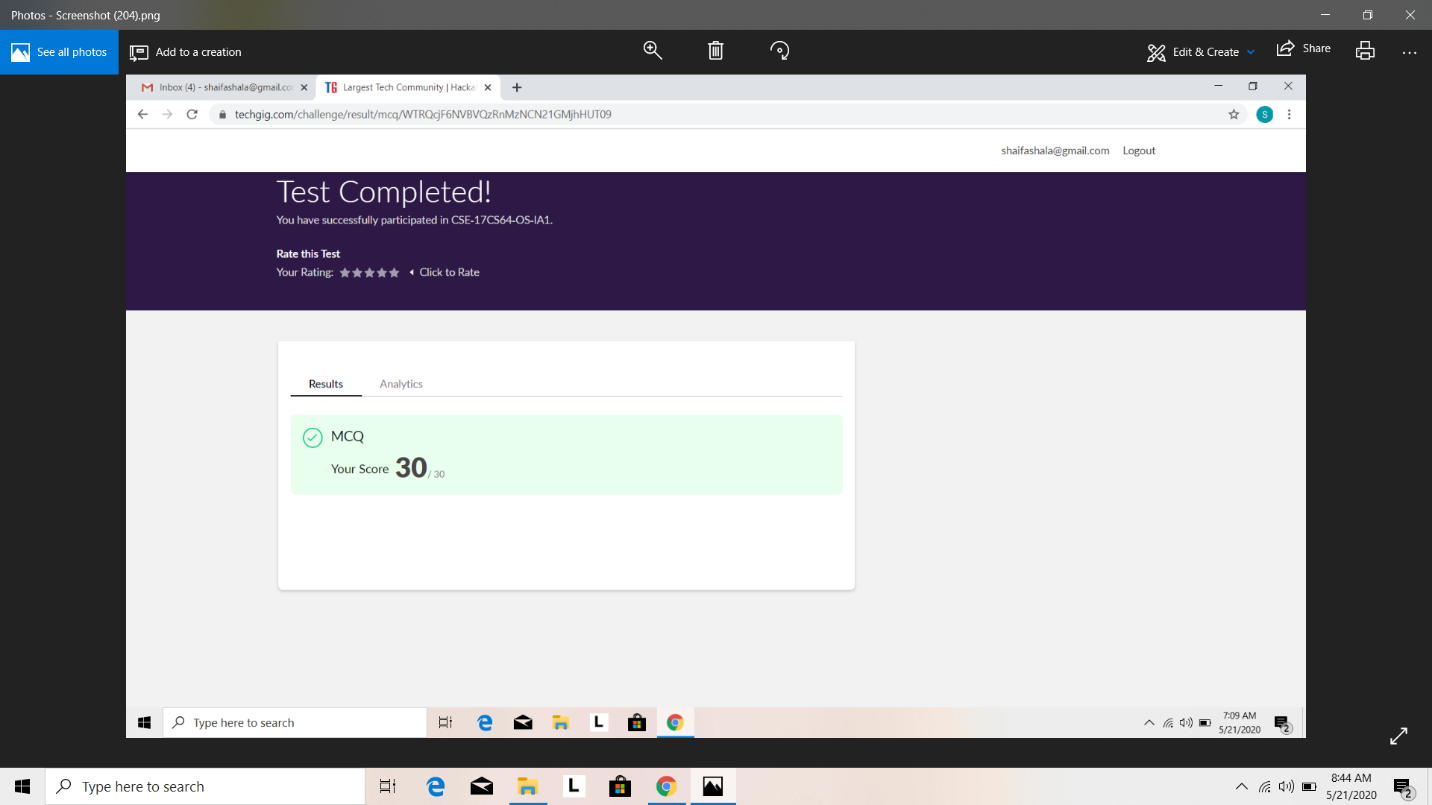 Photos - Screenshot (204).png
See all photos
Add to a creation
Edit & Create
Share
Inbox (4) - shaifashala@gmail.co
TG Largest Tech Community | Hacka
techgig.com/challenge/result/mcq/WTRQcjF6NVBVQzRnMzNCN21GMjhHUT09
S
shaifashala@gmail.com Logout
Test Completed!
You have successfully participated in CSE-17CS64-OS-IA1.
Rate this Test
Your Rating: Click to Rate
Results Analytics
MCQ
Your Score 30 / 30
Type here to search
L
7:09 AM
5/21/2020
2
Type here to search
L
8:44 AM
5/21/2020
2